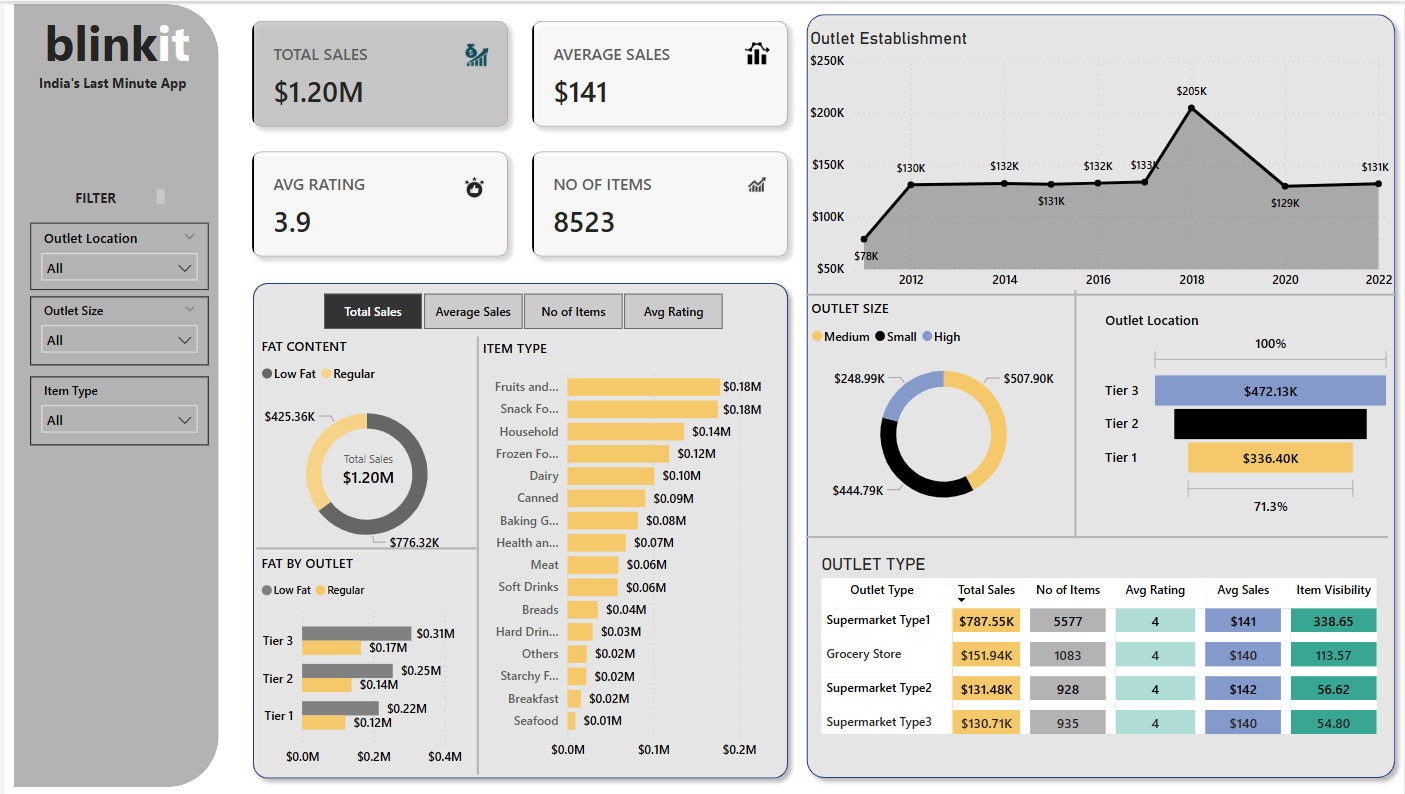 blinkit
India's Last Minute App
FILTER
Outlet Location
All
Outlet Size
All
Item Type
All
TOTAL SALES
$1.20M
AVERAGE SALES
$141
AVG RATING
3.9
NO OF ITEMS
8523
Total Sales
Average Sales
No of Items
Avg Rating
FAT CONTENT
Low Fat Regular
$425.36K
Total Sales
$1.20M
$776.32K
FAT BY OUTLET
Low Fat Regular
Tier 3 $0.31M
$0.17M
Tier 2 $0.25M
$0.14M
Tier 1 $0.22M
$0.12M
$0.0M $0.2M $0.4M
ITEM TYPE
Fruits and... $0.18M
Snack Fo... $0.18M
Household $0.14M
Frozen Fo... $0.12M
Dairy $0.10M
Canned $0.09M
Baking G... $0.08M
Health an... $0.07M
Meat $0.06M
Soft Drinks $0.06M
Breads $0.04M
Hard Drin... $0.03M
Others $0.02M
Starchy F... $0.02M
Breakfast $0.02M
Seafood $0.01M
$0.0M $0.1M $0.2M
Outlet Establishment
$250K
$200K
$150K
$100K
$50K
$78K
$130K
$132K
$131K
$132K
$133K
$205K
$129K
$131K
2012 2014 2016 2018 2020 2022
OUTLET SIZE
Medium Small High
$248.99K
$507.90K
$444.79K
Outlet Location
100%
Tier 3 $472.13K
Tier 2
Tier 1 $336.40K
71.3%
OUTLET TYPE
Outlet Type Total Sales No of Items Avg Rating Avg Sales Item Visibility
Supermarket Type1 $787.55K 5577 4 $141 338.65
Grocery Store $151.94K 1083 4 $140 113.57
Supermarket Type2 $131.48K 928 4 $142 56.62
Supermarket Type3 $130.71K 935 4 $140 54.80